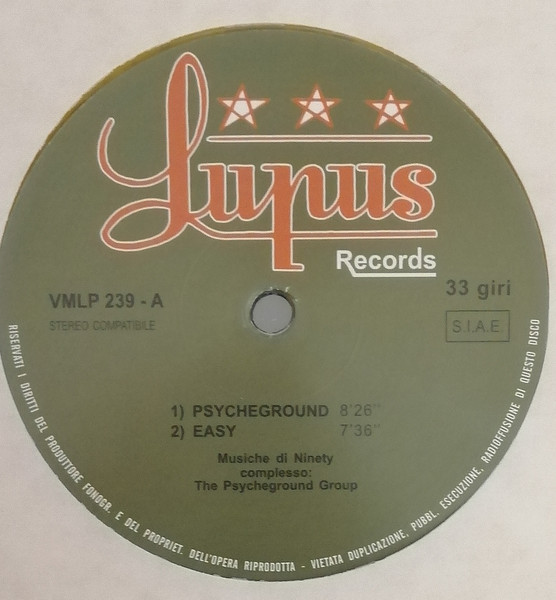 Lupus
Records
VMLP 239 - A
33 giri
STEREO COMPATIBILE
S.I.A.E
1) PSYCHEGROUND 8'26"
2) EASY 7'36"
Musiche di Ninety
complesso:
The Psycheground Group
RISERVATI I DIRITTI DEL PRODUTTORE FONOGR. E DEL PROPRIET. DELL'OPERA RIPRODOTTA - VIETATA DUPLICAZIONE, PUBBL. ESECUZIONE, RADIOFFUSIONE DI QUESTO DISCO